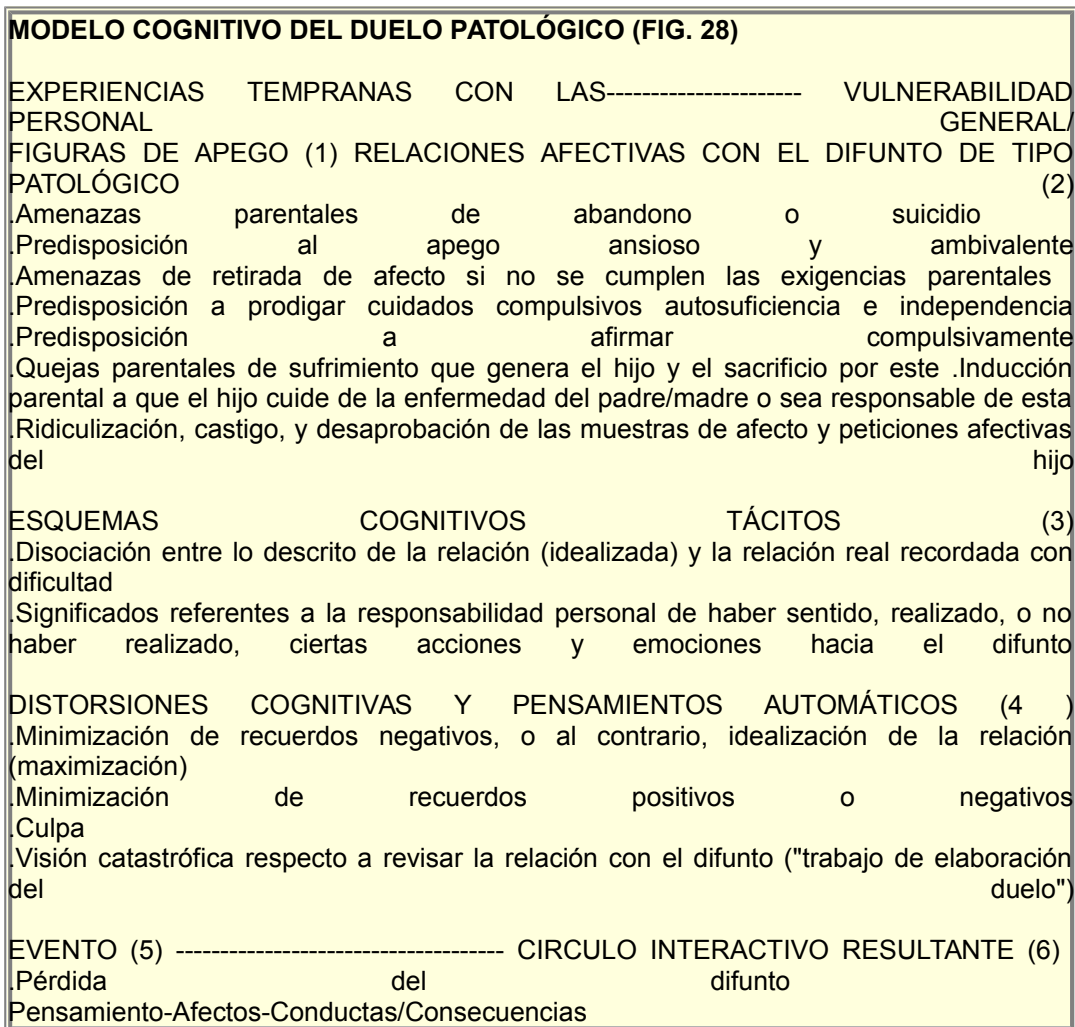 MODELO COGNITIVO DEL DUELO PATOLÓGICO (FIG. 28)
EXPERIENCIAS TEMPRANAS CON LAS---------------------- VULNERABILIDAD
PERSONAL GENERAL/
FIGURAS DE APEGO (1) RELACIONES AFECTIVAS CON EL DIFUNTO DE TIPO
PATOLÓGICO (2)
.Amenazas parentales de abandono o suicidio
.Predisposición al apego ansioso y ambivalente
.Amenazas de retirada de afecto si no se cumplen las exigencias parentales
.Predisposición a prodigar cuidados compulsivos autosuficiencia e independencia
.Predisposición a afirmar compulsivamente
.Quejas parentales de sufrimiento que genera el hijo y el sacrificio por este .Inducción
parental a que el hijo cuide de la enfermedad del padre/madre o sea responsable de esta
.Ridiculización, castigo, y desaprobación de las muestras de afecto y peticiones afectivas
del hijo
ESQUEMAS COGNITIVOS TÁCITOS (3)
.Disociación entre lo descrito de la relación (idealizada) y la relación real recordada con
dificultad
.Significados referentes a la responsabilidad personal de haber sentido, realizado, o no
haber realizado, ciertas acciones y emociones hacia el difunto
DISTORSIONES COGNITIVAS Y PENSAMIENTOS AUTOMÁTICOS (4 )
.Minimización de recuerdos negativos, o al contrario, idealización de la relación
(maximización)
.Minimización de recuerdos positivos o negativos
.Culpa
.Visión catastrófica respecto a revisar la relación con el difunto ("trabajo de elaboración
del duelo")
EVENTO (5) ------------------------------------ CIRCULO INTERACTIVO RESULTANTE (6)
.Pérdida del difunto
Pensamiento-Afectos-Conductas/Consecuencias